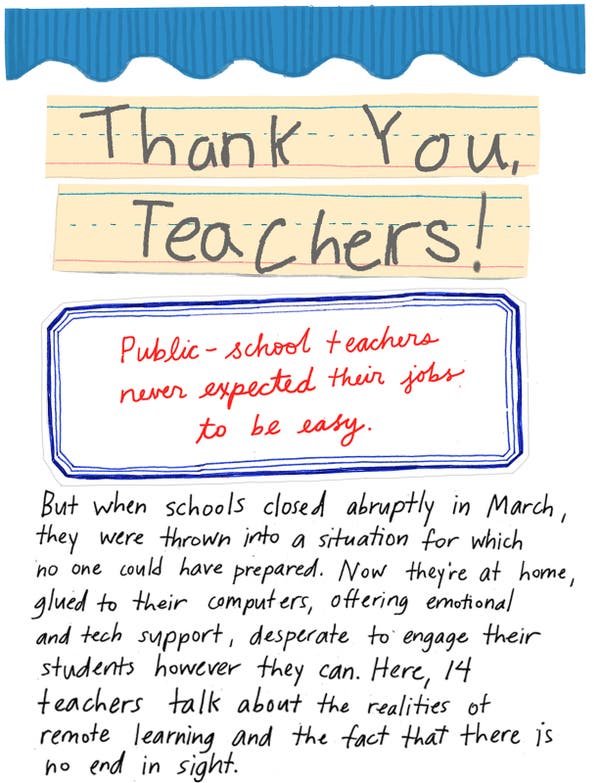 Thank You,
Teachers!
Public-school teachers
never expected their jobs
to be easy.
But when schools closed abruptly in March,
they were thrown into a situation for which
no one could have prepared. Now they're at home,
glued to their computers, offering emotional
and tech support, desperate to engage their
students however they can. Here, 14
teachers talk about the realities of
remote learning and the fact that there is
no end in sight.